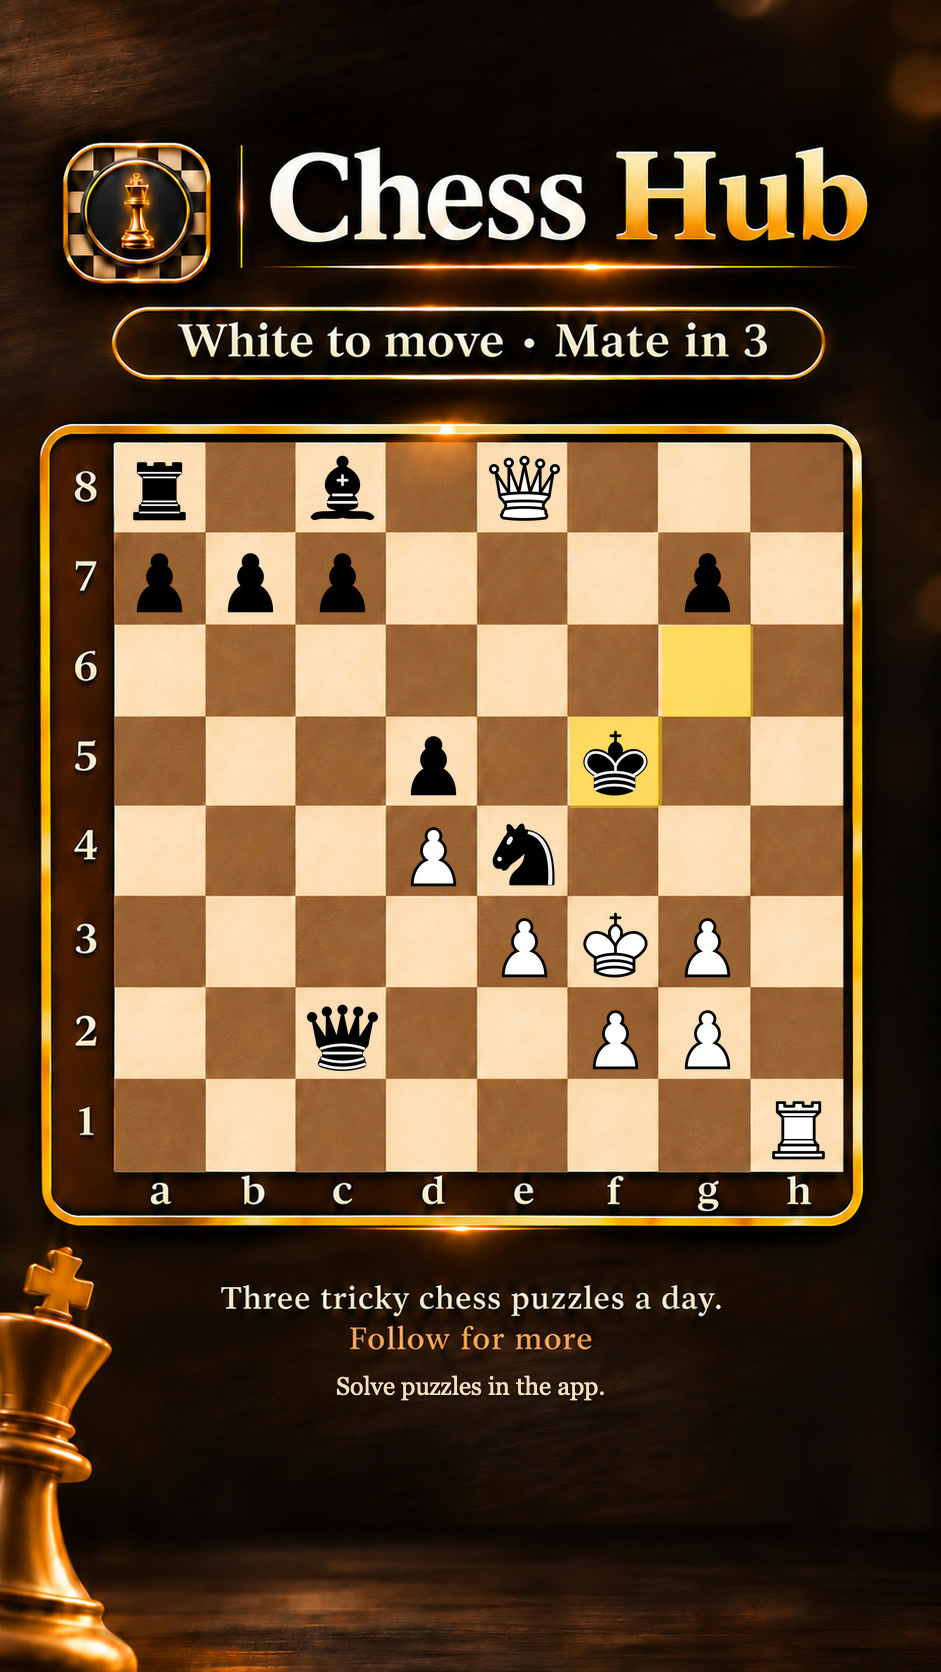 Chess Hub
White to move • Mate in 3
8
7
6
5
4
3
2
1
a b c d e f g h
Three tricky chess puzzles a day.
Follow for more
Solve puzzles in the app.